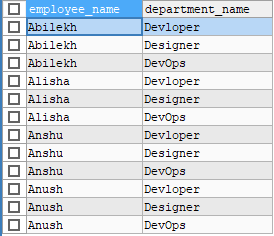 employee_name department_name
Abilekh Devloper
Abilekh Designer
Abilekh DevOps
Alisha Devloper
Alisha Designer
Alisha DevOps
Anshu Devloper
Anshu Designer
Anshu DevOps
Anush Devloper
Anush Designer
Anush DevOps